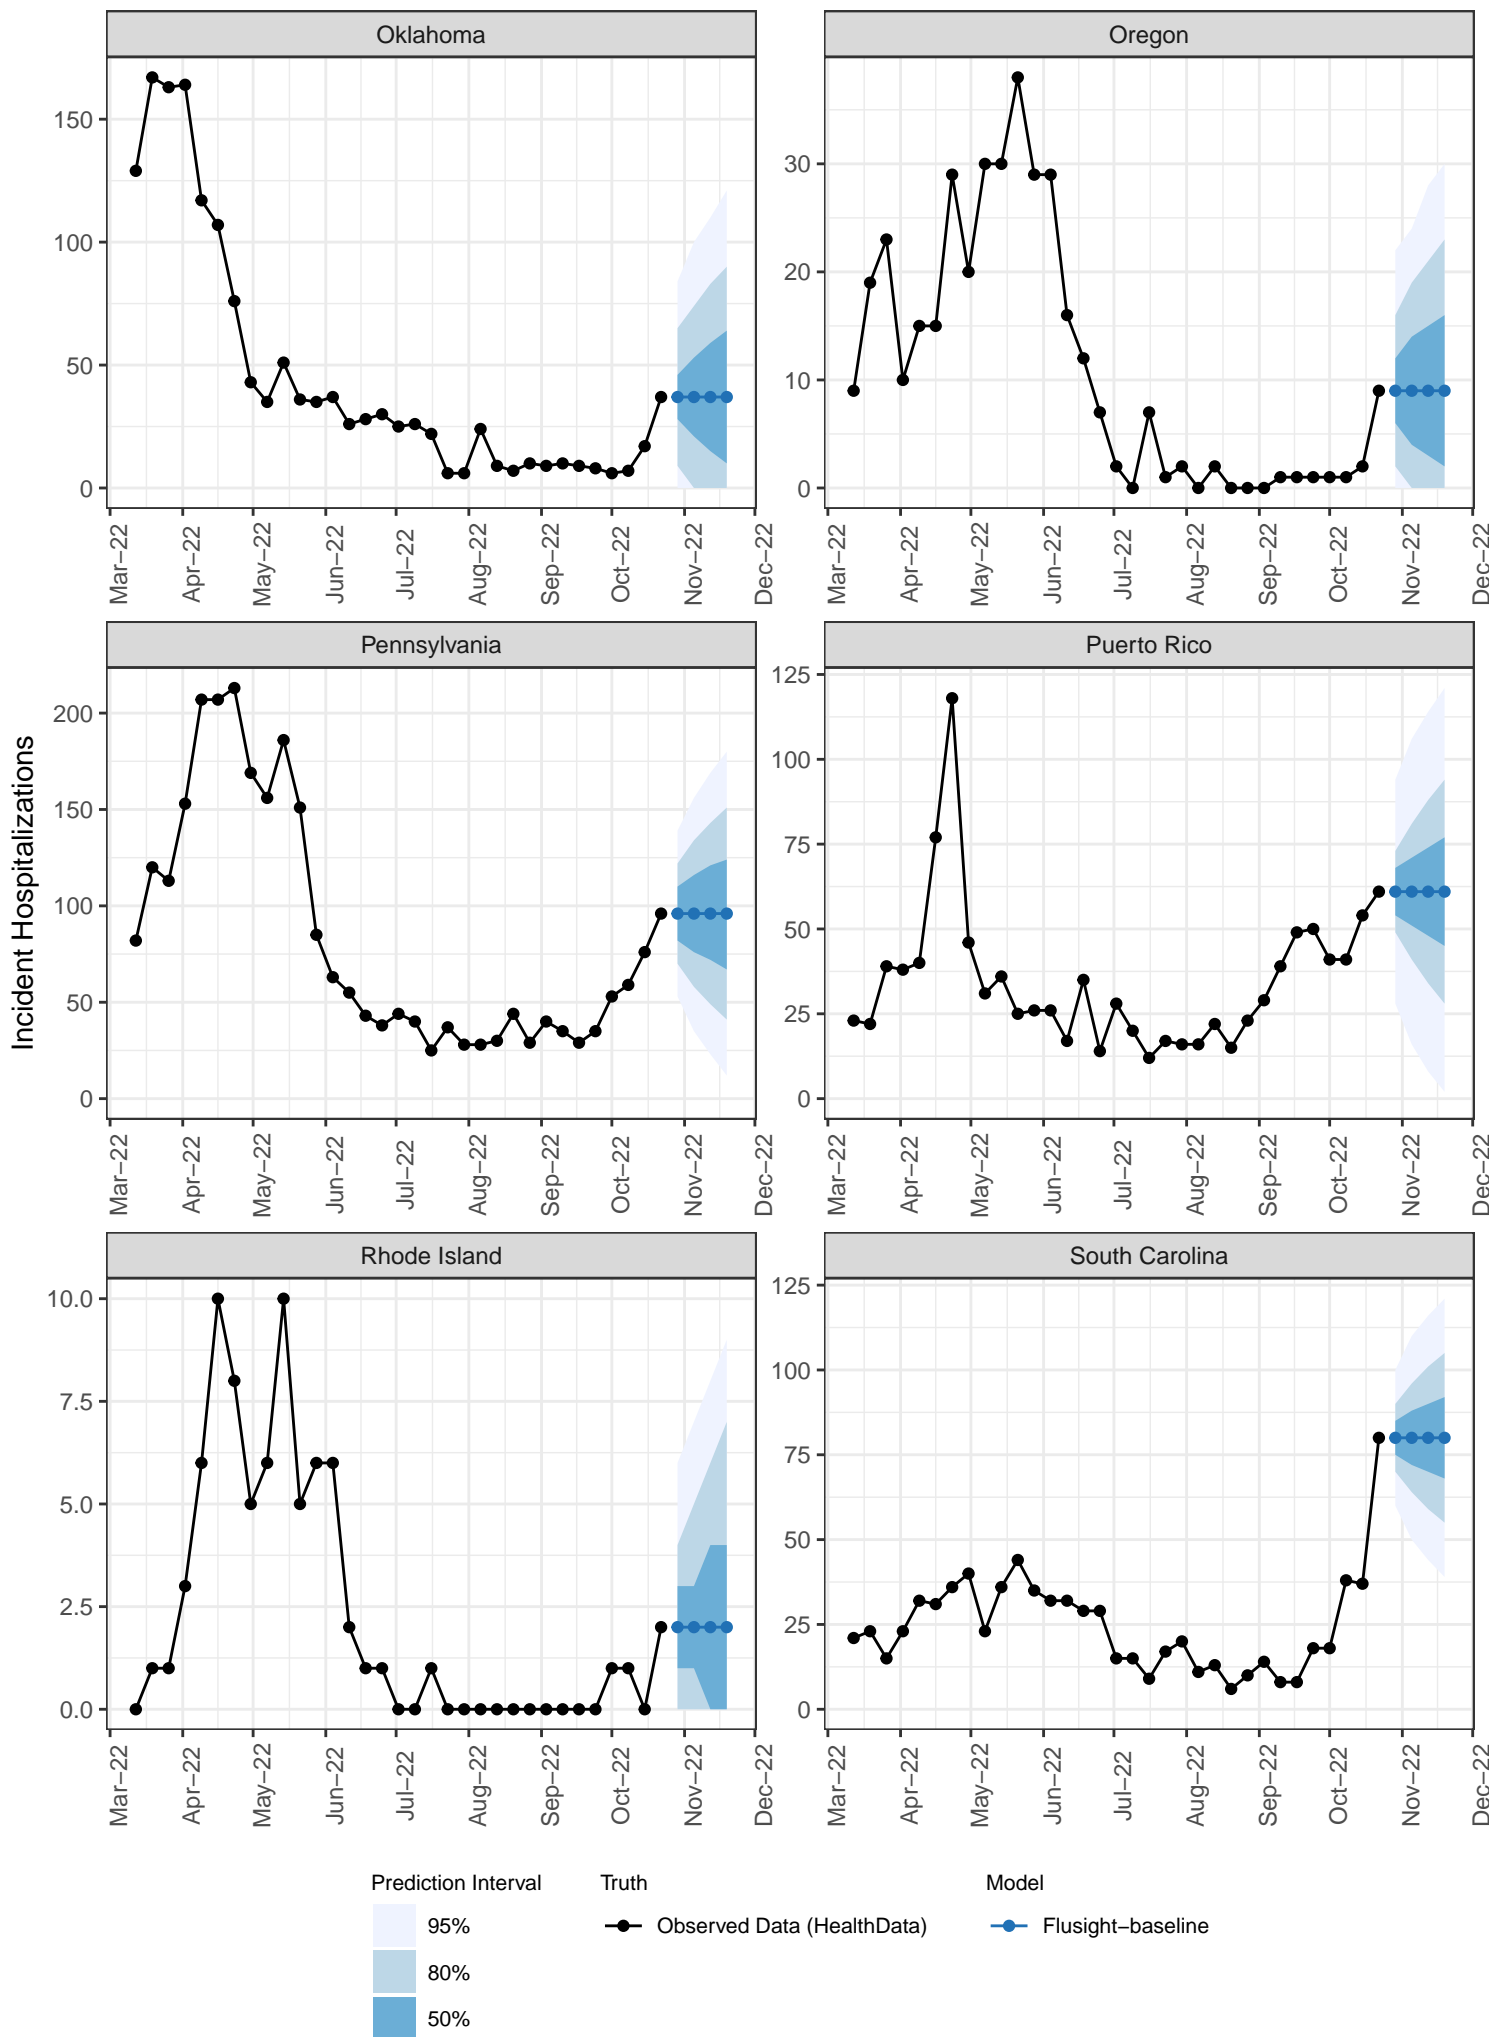 Oklahoma
Oregon
150
100
50
0
30
20
10
0
Mar−22
Apr−22
May−22
Jun−22
Jul−22
Aug−22
Sep−22
Oct−22
Nov−22
Dec−22
Mar−22
Apr−22
May−22
Jun−22
Jul−22
Aug−22
Sep−22
Oct−22
Nov−22
Dec−22
Incident Hospitalizations
Pennsylvania
Puerto Rico
200
150
100
50
0
125
100
75
50
25
0
Mar−22
Apr−22
May−22
Jun−22
Jul−22
Aug−22
Sep−22
Oct−22
Nov−22
Dec−22
Mar−22
Apr−22
May−22
Jun−22
Jul−22
Aug−22
Sep−22
Oct−22
Nov−22
Dec−22
Rhode Island
South Carolina
10.0
7.5
5.0
2.5
0.0
125
100
75
50
25
0
Mar−22
Apr−22
May−22
Jun−22
Jul−22
Aug−22
Sep−22
Oct−22
Nov−22
Dec−22
Mar−22
Apr−22
May−22
Jun−22
Jul−22
Aug−22
Sep−22
Oct−22
Nov−22
Dec−22
Prediction Interval
95%
80%
50%
Truth
Observed Data (HealthData)
Model
Flusight−baseline